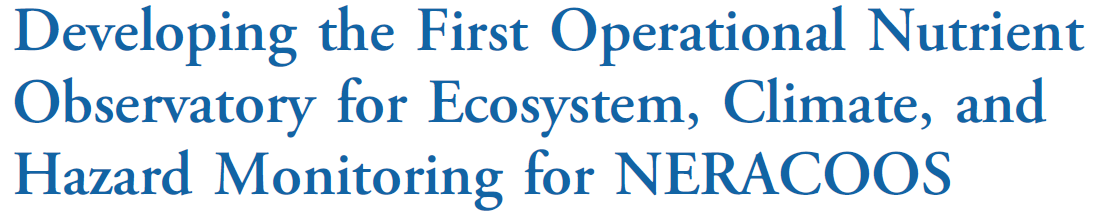 Developing the First Operational Nutrient
Observatory for Ecosystem, Climate, and
Hazard Monitoring for NERACOOS